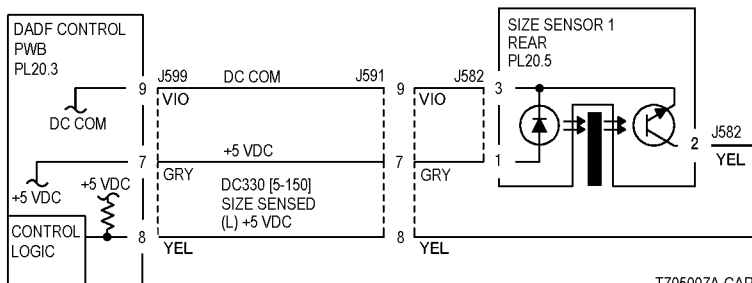 DADF CONTROL
PWB
PL20.3
SIZE SENSOR 1
REAR
PL20.5
9 J599 DC COM J591 9 J582 3
VIO VIO
DC COM
J582
2
YEL
+5 VDC
7 7 1
GRY GRY
+5 VDC +5 VDC
DC330 [5-150]
SIZE SENSED
(L) +5 VDC
CONTROL
LOGIC
8 8
YEL YEL
T705007A-CAR